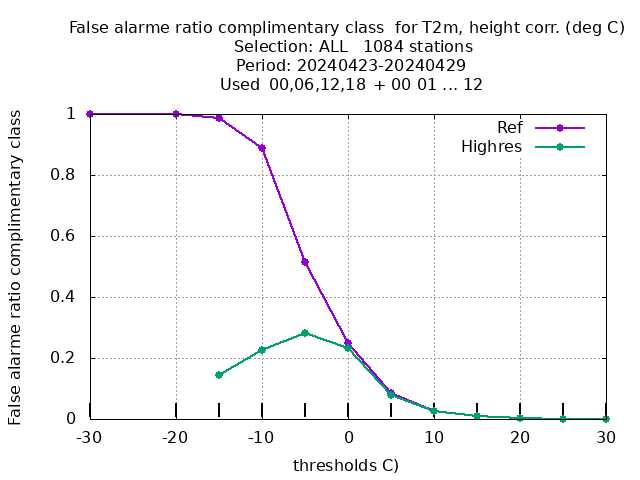 False alarme ratio complimentary class  for T2m, height corr. (deg C)
Selection: ALL   1084 stations
Period: 20240423-20240429
Used  00,06,12,18  + 00 01 ... 12
False alarme ratio complimentary class
1
0.8
0.6
0.4
0.2
0
Ref
Highres
-30
-20
-10
0
10
20
30
thresholds C)